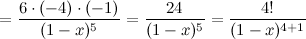 = \frac{6 \cdot (-4) \cdot (-1)}{(1-x)^5} = \frac{24}{(1-x)^5} = \frac{4!}{(1-x)^{4+1}}